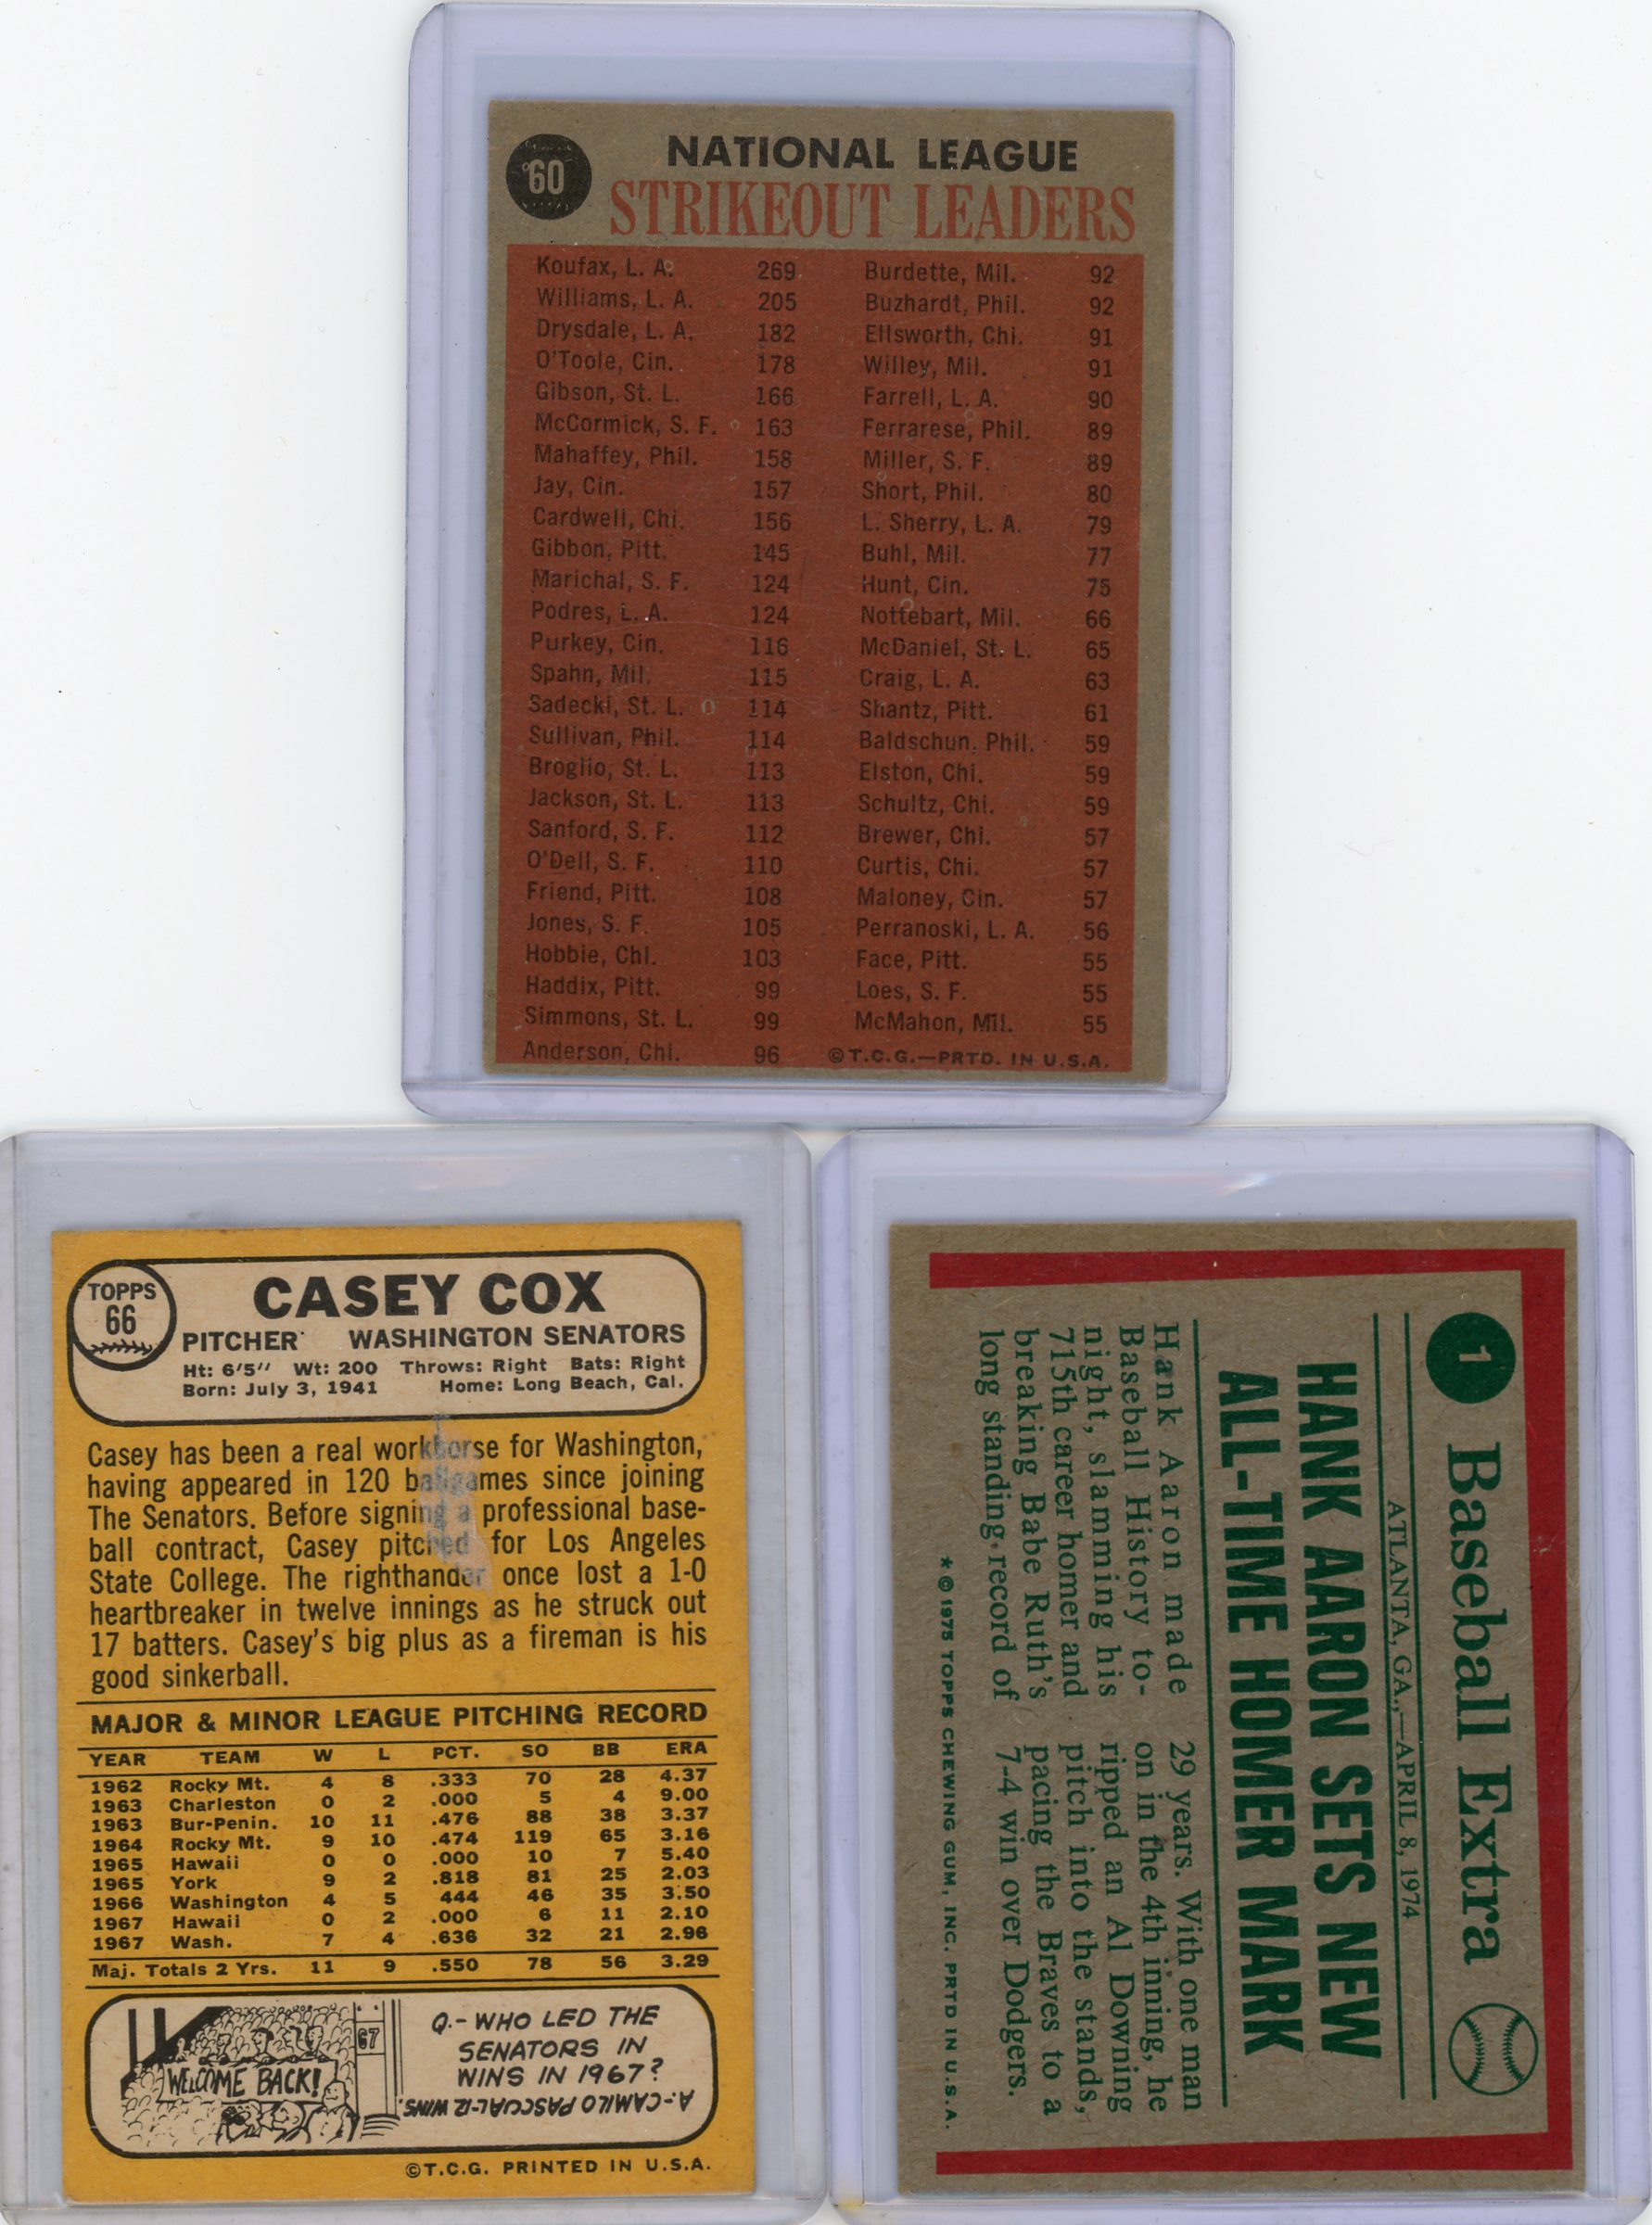 '60
NATIONAL LEAGUE
STRIKEOUT LEADERS
Koufax, L. A. 269 Burdette, Mil. 92
Williams, L. A. 205 Buzhardt, Phil. 92
Drysdale, L. A. 182 Ellsworth, Chi. 91
O'Toole, Cin. 178 Willey, Mil. 91
Gibson, St. L. 166 Farrell, L. A. 90
McCormick, S. F. 163 Ferrarese, Phil. 89
Mahaffey, Phil. 158 Miller, S. F. 89
Jay, Cin. 157 Short, Phil. 80
Cardwell, Chi. 156 L. Sherry, L. A. 79
Gibbon, Pitt. 145 Buhl, Mil. 77
Marichal, S. F. 124 Hunt, Cin. 75
Podres, L. A. 124 Nottebart, Mil. 66
Purkey, Cin. 116 McDaniel, St. L. 65
Spahn, Mil. 115 Craig, L. A. 63
Sadecki, St. L. 114 Shantz, Pitt. 61
Sullivan, Phil. 114 Baldschun, Phil. 59
Broglio, St. L. 113 Elston, Chi. 59
Jackson, St. L. 113 Schultz, Chi. 59
Sanford, S. F. 112 Brewer, Chi. 57
O'Dell, S. F. 110 Curtis, Chi. 57
Friend, Pitt. 108 Maloney, Cin. 57
Jones, S. F. 105 Perranoski, L. A. 56
Hobbie, Chi. 103 Face, Pitt. 55
Haddix, Pitt. 99 Loes, S. F. 55
Simmons, St. L. 99 McMahon, Mil. 55
Anderson, Chi. 96 ©T.C.G.—PRTD. IN U.S.A.
TOPPS
66
CASEY COX
PITCHER WASHINGTON SENATORS
Ht: 6'5" Wt: 200 Throws: Right Bats: Right
Born: July 3, 1941 Home: Long Beach, Cal.
Casey has been a real workhorse for Washington,
having appeared in 120 ballgames since joining
The Senators. Before signing a professional base-
ball contract, Casey pitched for Los Angeles
State College. The righthander once lost a 1-0
heartbreaker in twelve innings as he struck out
17 batters. Casey's big plus as a fireman is his
good sinkerball.
MAJOR & MINOR LEAGUE PITCHING RECORD
YEAR TEAM W L PCT. SO BB ERA
1962 Rocky Mt. 4 8 .333 70 28 4.37
1963 Charleston 0 2 .000 5 4 9.00
1963 Bur-Penin. 10 11 .476 88 38 3.37
1964 Rocky Mt. 9 10 .474 119 65 3.16
1965 Hawaii 0 0 .000 10 7 5.40
1965 York 9 2 .818 81 25 2.03
1966 Washington 4 5 444 46 35 3.50
1967 Hawaii 0 2 .000 6 11 2.10
1967 Wash. 7 4 .636 32 21 2.96
Maj. Totals 2 Yrs. 11 9 .550 78 56 3.29
67
WELCOME BACK!
Q.- WHO LED THE
SENATORS IN
WINS IN 1967?
A.-CAMILO PASCUAL-12 WINS.
©T.C.G. PRINTED IN U.S.A.
1 Baseball Extra
ATLANTA, GA.,—APRIL 8, 1974
HANK AARON SETS NEW
ALL-TIME HOMER MARK
Hank Aaron made
Baseball History to-
night, slamming his
715th career homer and
breaking Babe Ruth's
long standing record of
29 years. With one man
on in the 4th inning, he
ripped an Al Downing
pitch into the stands,
pacing the Braves to a
7-4 win over Dodgers.
*©1975 TOPPS CHEWING GUM, INC. PRTD IN U.S.A.